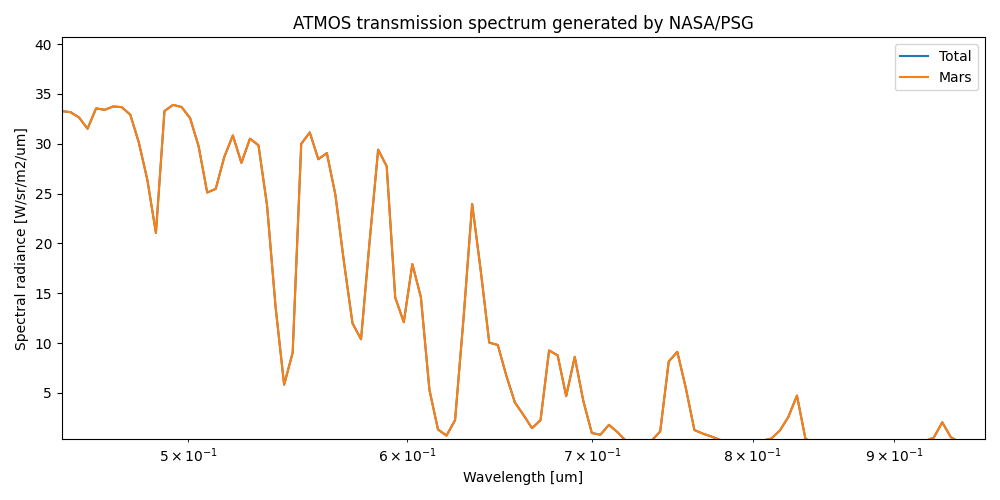 ATMOS transmission spectrum generated by NASA/PSG
Total
Mars
Spectral radiance [W/sr/m2/um]
40
35
30
25
20
15
10
5
5 × 10⁻¹
6 × 10⁻¹
7 × 10⁻¹
8 × 10⁻¹
9 × 10⁻¹
Wavelength [um]